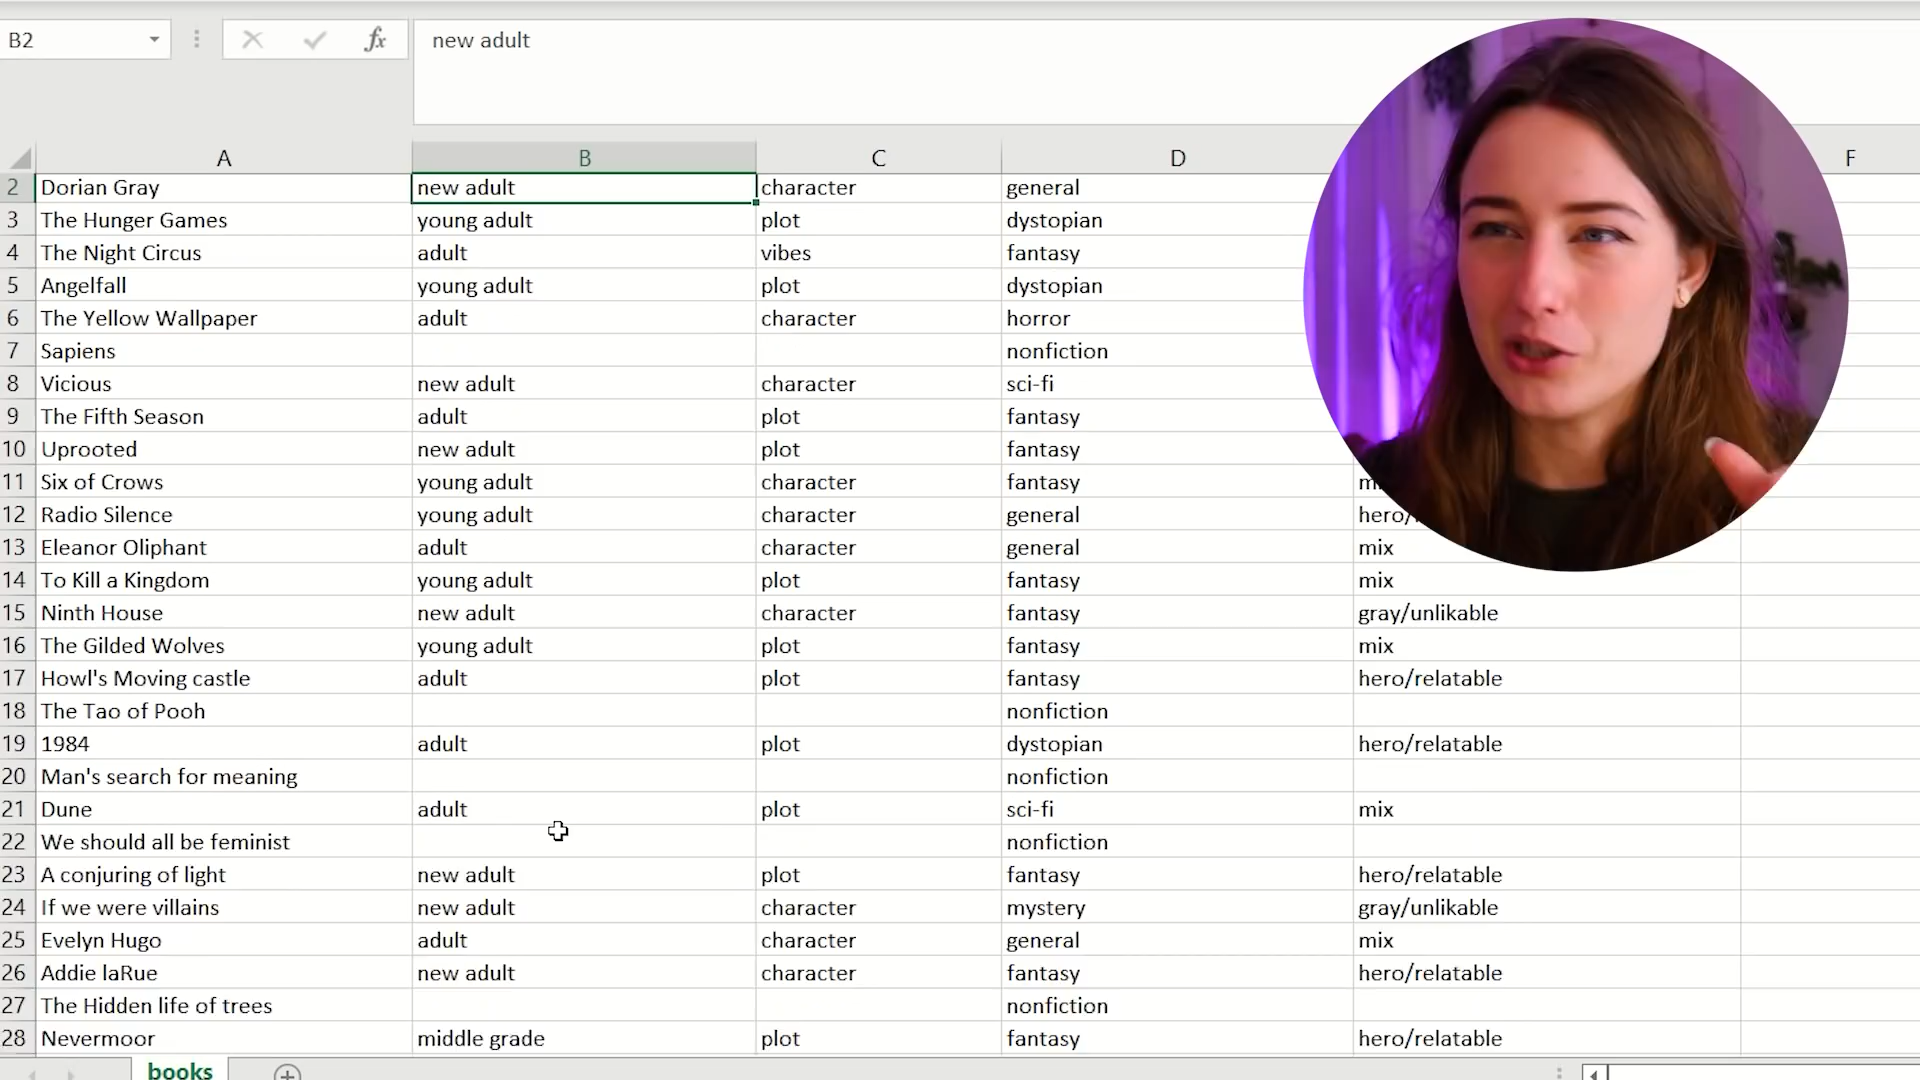 B2 fx new adult
A B C D F
2 Dorian Gray new adult character general
3 The Hunger Games young adult plot dystopian
4 The Night Circus adult vibes fantasy
5 Angelfall young adult plot dystopian
6 The Yellow Wallpaper adult character horror
7 Sapiens nonfiction
8 Vicious new adult character sci-fi
9 The Fifth Season adult plot fantasy
10 Uprooted new adult plot fantasy
11 Six of Crows young adult character fantasy
12 Radio Silence young adult character general hero/
13 Eleanor Oliphant adult character general mix
14 To Kill a Kingdom young adult plot fantasy mix
15 Ninth House new adult character fantasy gray/unlikable
16 The Gilded Wolves young adult plot fantasy mix
17 Howl's Moving castle adult plot fantasy hero/relatable
18 The Tao of Pooh nonfiction
19 1984 adult plot dystopian hero/relatable
20 Man's search for meaning nonfiction
21 Dune adult plot sci-fi mix
22 We should all be feminist nonfiction
23 A conjuring of light new adult plot fantasy hero/relatable
24 If we were villains new adult character mystery gray/unlikable
25 Evelyn Hugo adult character general mix
26 Addie laRue new adult character fantasy hero/relatable
27 The Hidden life of trees nonfiction
28 Nevermoor middle grade plot fantasy hero/relatable
books